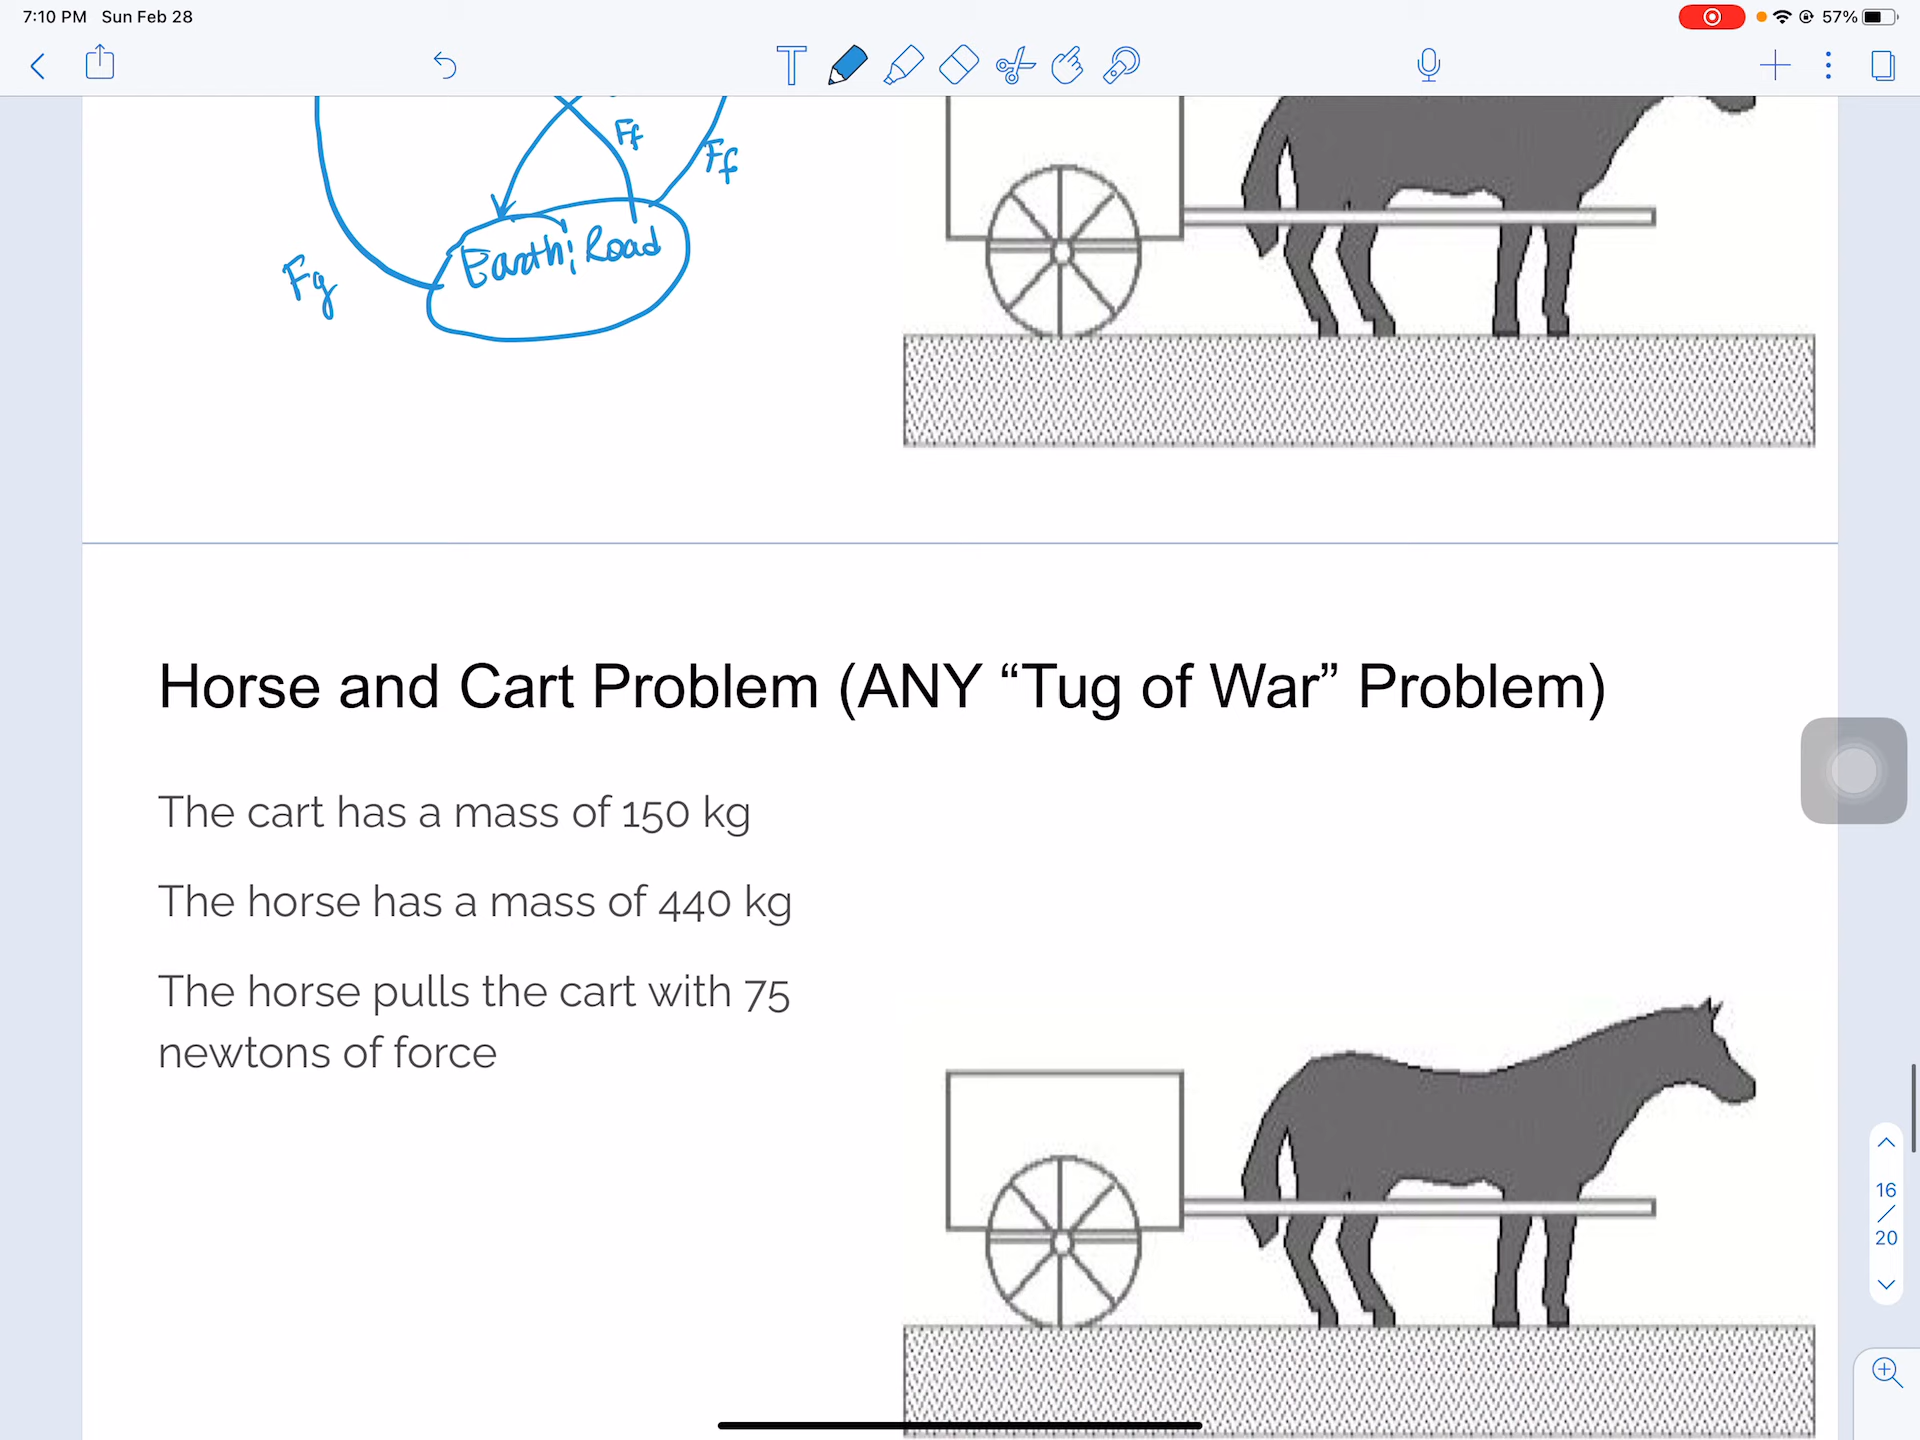 7:10 PM Sun Feb 28
57%
T
Ff
Ff
Earth; Road
Fg
Horse and Cart Problem (ANY “Tug of War” Problem)
The cart has a mass of 150 kg
The horse has a mass of 440 kg
The horse pulls the cart with 75
newtons of force
16
/
20